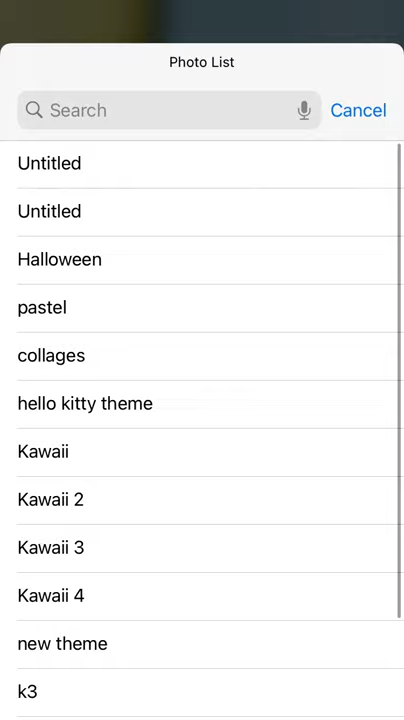 Photo List
Search
Cancel
Untitled
Untitled
Halloween
pastel
collages
hello kitty theme
Kawaii
Kawaii 2
Kawaii 3
Kawaii 4
new theme
k3